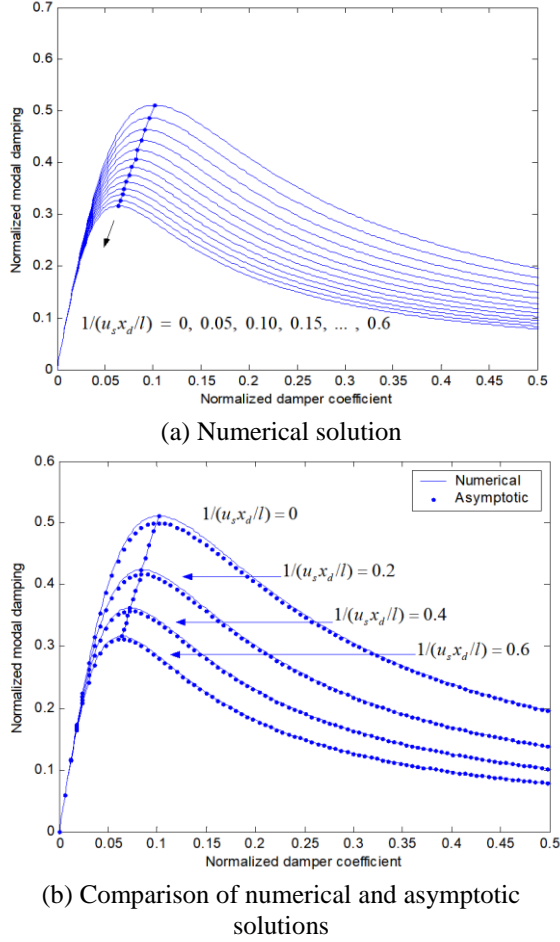 0.7
0.6
0.5
0.4
0.3
0.2
0.1
0
Normalized modal damping
1/(u_s x_d/l) = 0, 0.05, 0.10, 0.15, ... , 0.6
0 0.05 0.1 0.15 0.2 0.25 0.3 0.35 0.4 0.45 0.5
Normalized damper coefficient
(a) Numerical solution
0.6
0.5
0.4
0.3
0.2
0.1
0
Normalized modal damping
Numerical
Asymptotic
1/(u_s x_d/l) = 0
1/(u_s x_d/l) = 0.2
1/(u_s x_d/l) = 0.4
1/(u_s x_d/l) = 0.6
0 0.05 0.1 0.15 0.2 0.25 0.3 0.35 0.4 0.45 0.5
Normalized damper coefficient
(b) Comparison of numerical and asymptotic
solutions